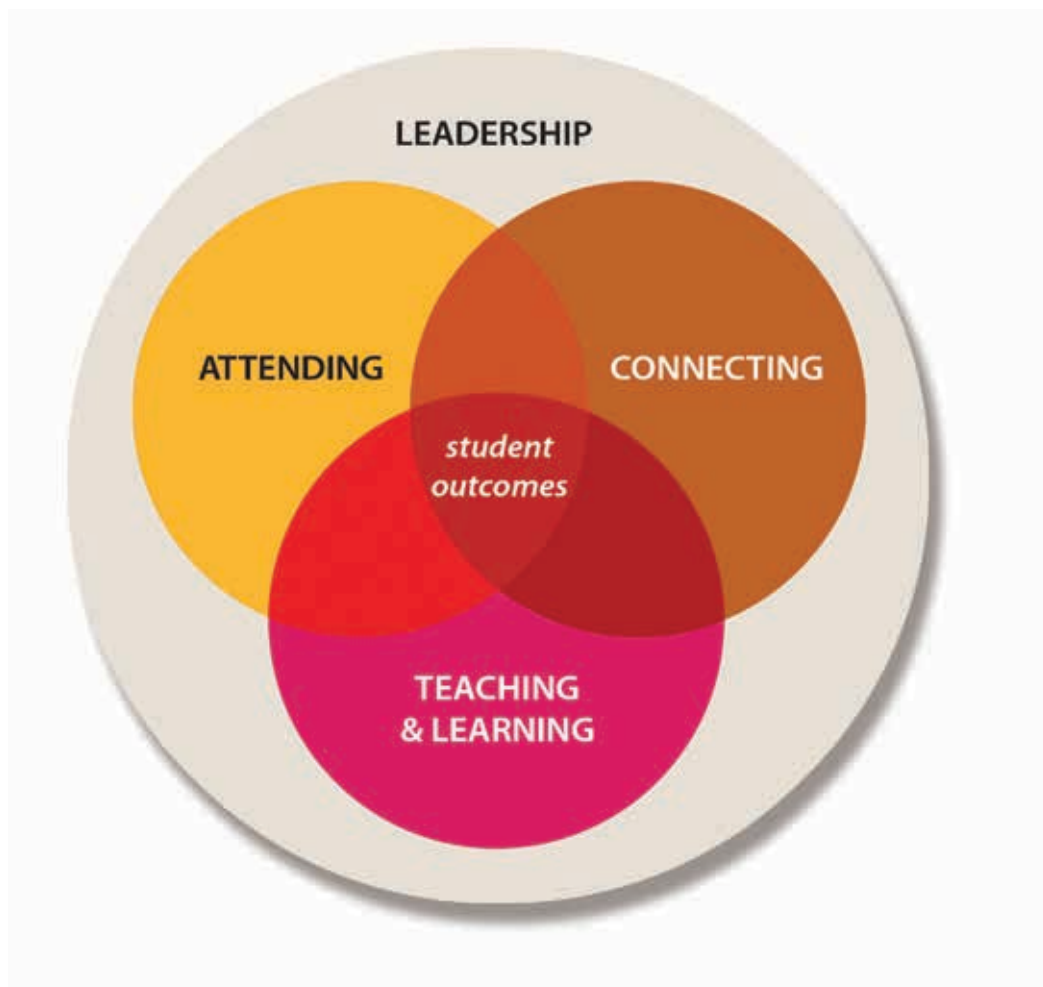 LEADERSHIP
ATTENDING
CONNECTING
student
outcomes
TEACHING
& LEARNING